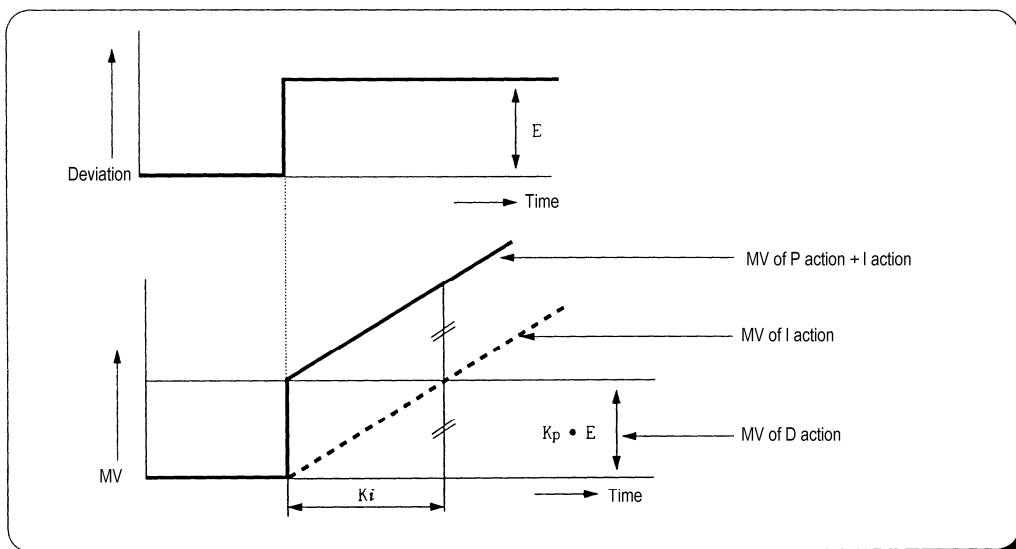 E
Deviation
Time
MV of P action + I action
MV of I action
Kp • E
MV of D action
MV
Ki
Time